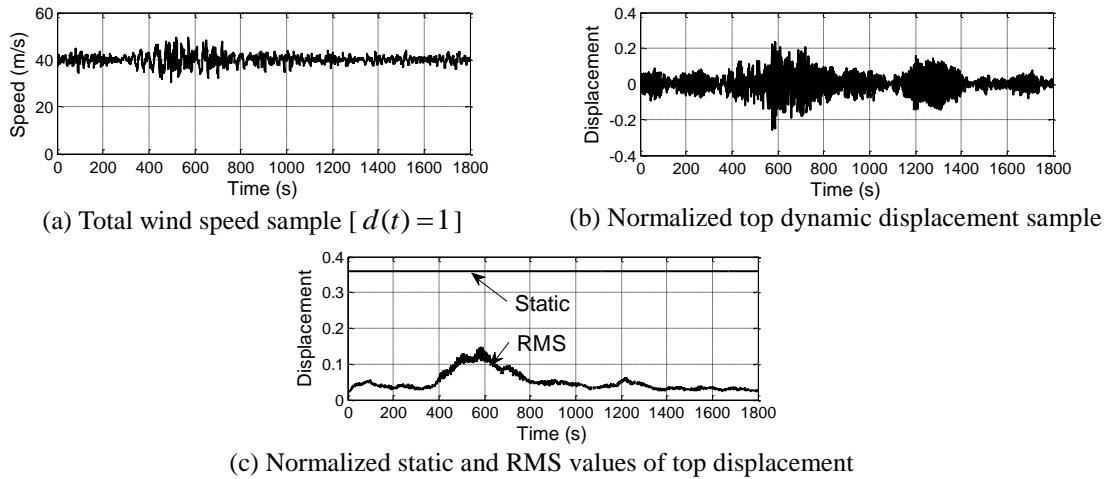 60
40
20
0
0 200 400 600 800 1000 1200 1400 1600 1800
Speed (m/s)
Time (s)
(a) Total wind speed sample [ d(t) = 1 ]
0.4
0.2
0
-0.2
-0.4
0 200 400 600 800 1000 1200 1400 1600 1800
Displacement
Time (s)
(b) Normalized top dynamic displacement sample
0.4
0.3
0.2
0.1
0
0 200 400 600 800 1000 1200 1400 1600 1800
Displacement
Static
RMS
Time (s)
(c) Normalized static and RMS values of top displacement